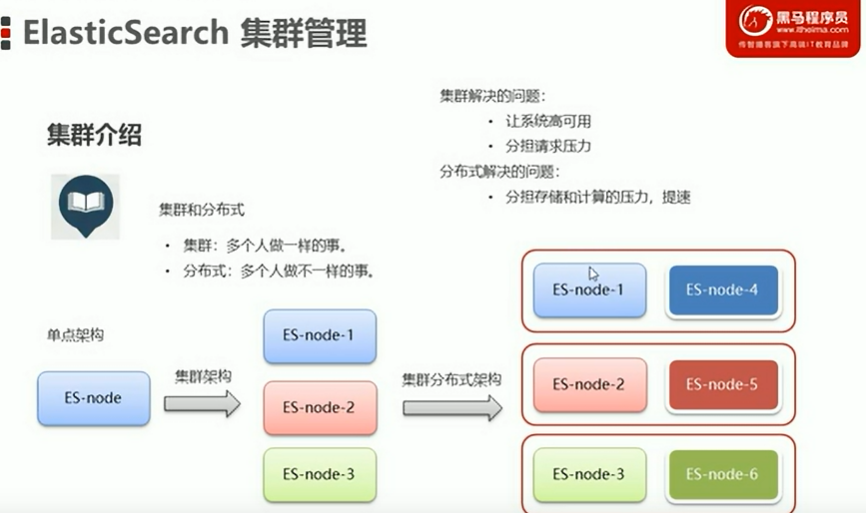 ElasticSearch 集群管理
黑马程序员
www.itheima.com
传智播客旗下高端IT教育品牌
集群介绍
集群解决的问题：
• 让系统高可用
• 分担请求压力
分布式解决的问题：
• 分担存储和计算的压力，提速
集群和分布式
• 集群：多个人做一样的事。
• 分布式：多个人做不一样的事。
单点架构
ES-node
集群架构
ES-node-1
ES-node-2
ES-node-3
集群分布式架构
ES-node-1
ES-node-4
ES-node-2
ES-node-5
ES-node-3
ES-node-6